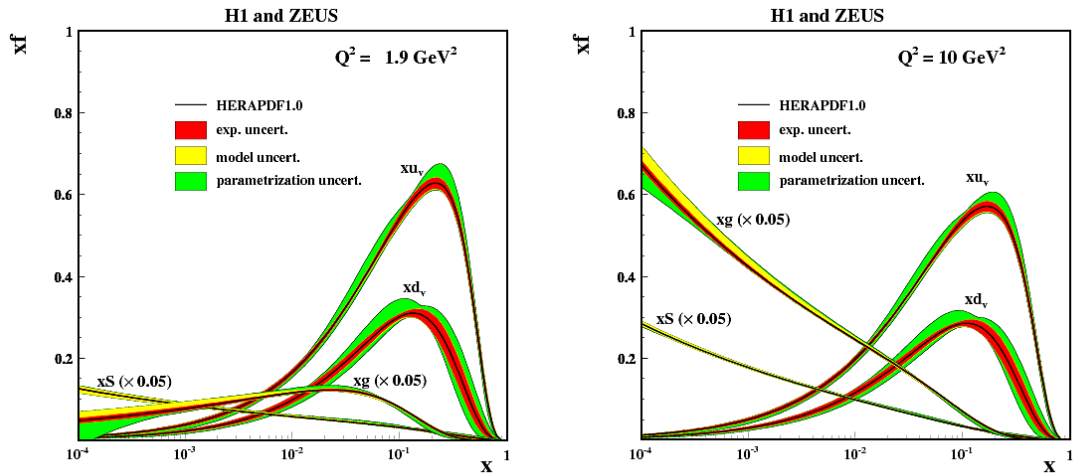 H1 and ZEUS
xf
1
Q² = 1.9 GeV²
0.8
HERAPDF1.0
exp. uncert.
model uncert.
parametrization uncert.
xuᵥ
0.6
0.4
xdᵥ
0.2
xS (× 0.05)
xg (× 0.05)
10⁻⁴ 10⁻³ 10⁻² 10⁻¹ 1
x
H1 and ZEUS
xf
1
Q² = 10 GeV²
0.8
HERAPDF1.0
exp. uncert.
model uncert.
parametrization uncert.
xuᵥ
0.6
xg (× 0.05)
0.4
xdᵥ
xS (× 0.05)
0.2
10⁻⁴ 10⁻³ 10⁻² 10⁻¹ 1
x